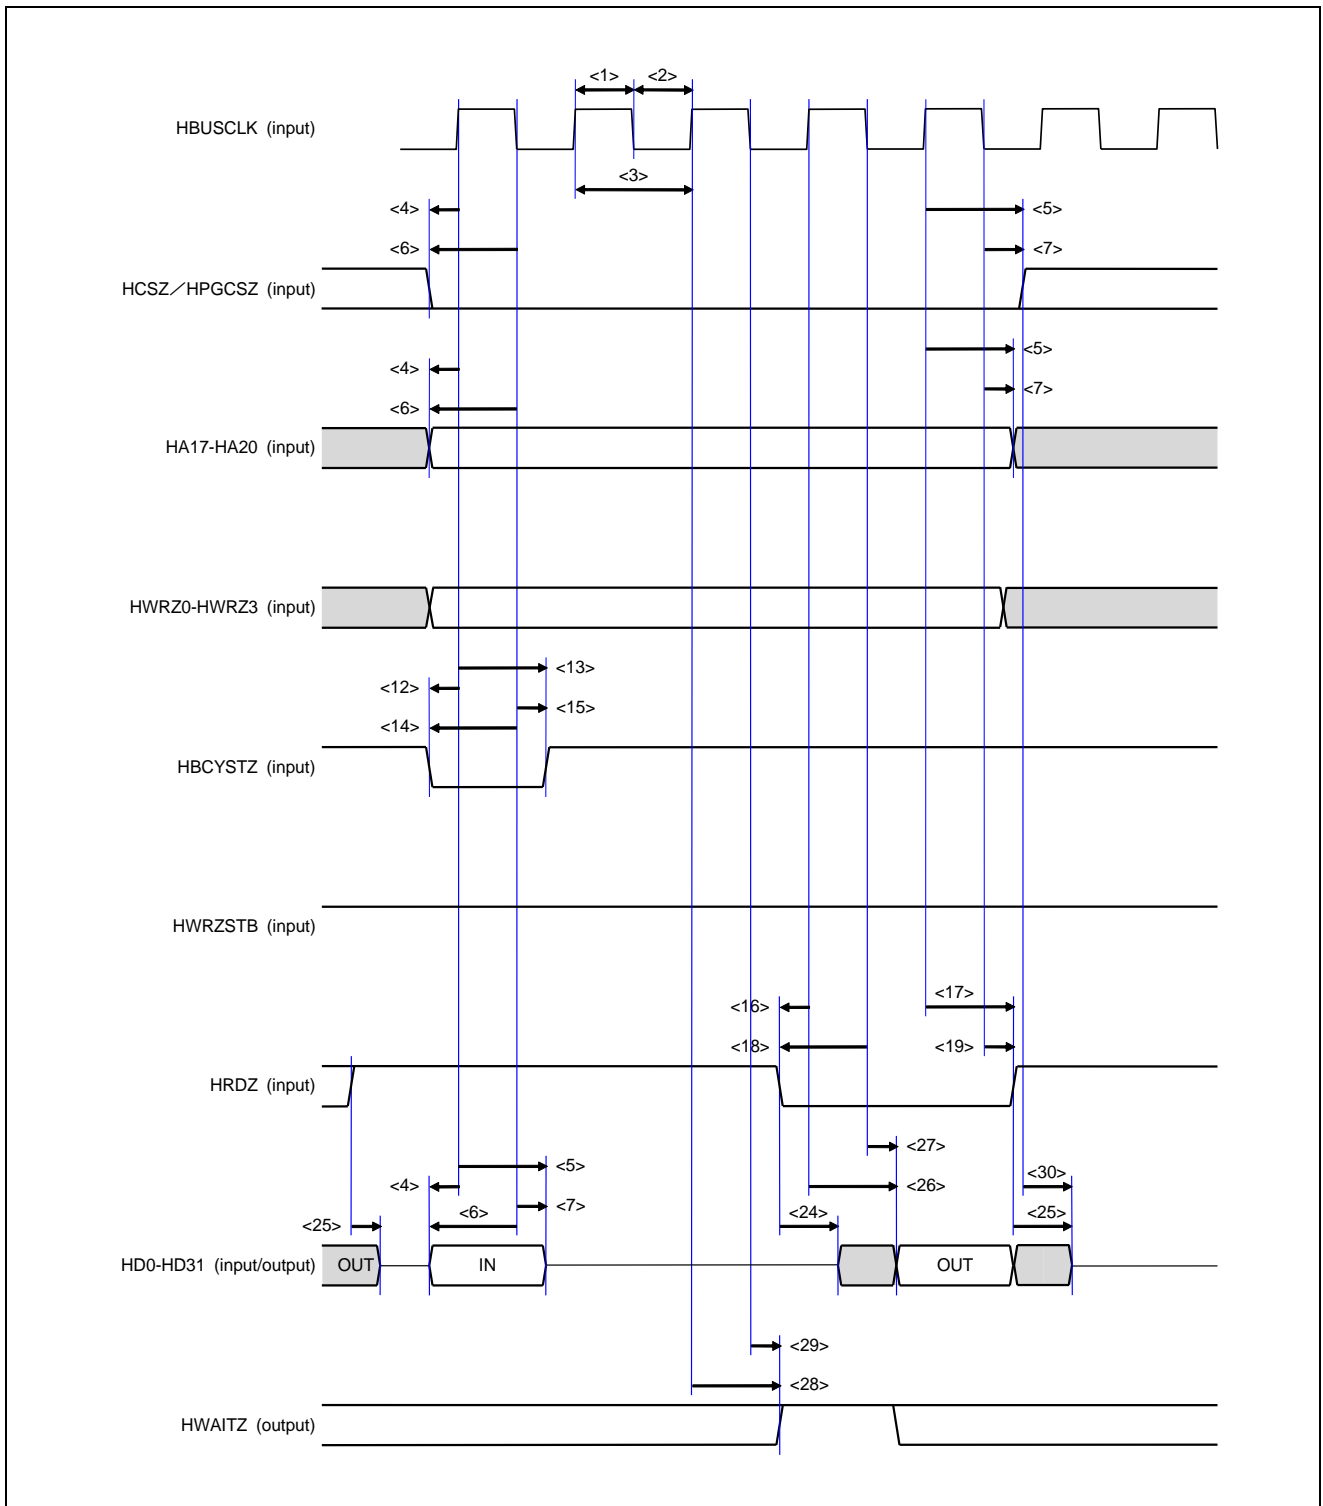 <1> <2>
HBUSCLK (input)
<3>
<4> <5>
<6> <7>
HCSZ／HPGCSZ (input)
<5>
<4>
<7>
<6>
HA17-HA20 (input)
HWRZ0-HWRZ3 (input)
<13>
<12>
<15>
<14>
HBCYSTZ (input)
HWRZSTB (input)
<16> <17>
<18> <19>
HRDZ (input)
<27>
<5> <30>
<4> <26>
<7>
<25> <6> <24> <25>
HD0-HD31 (input/output) OUT IN OUT
<29>
<28>
HWAITZ (output)